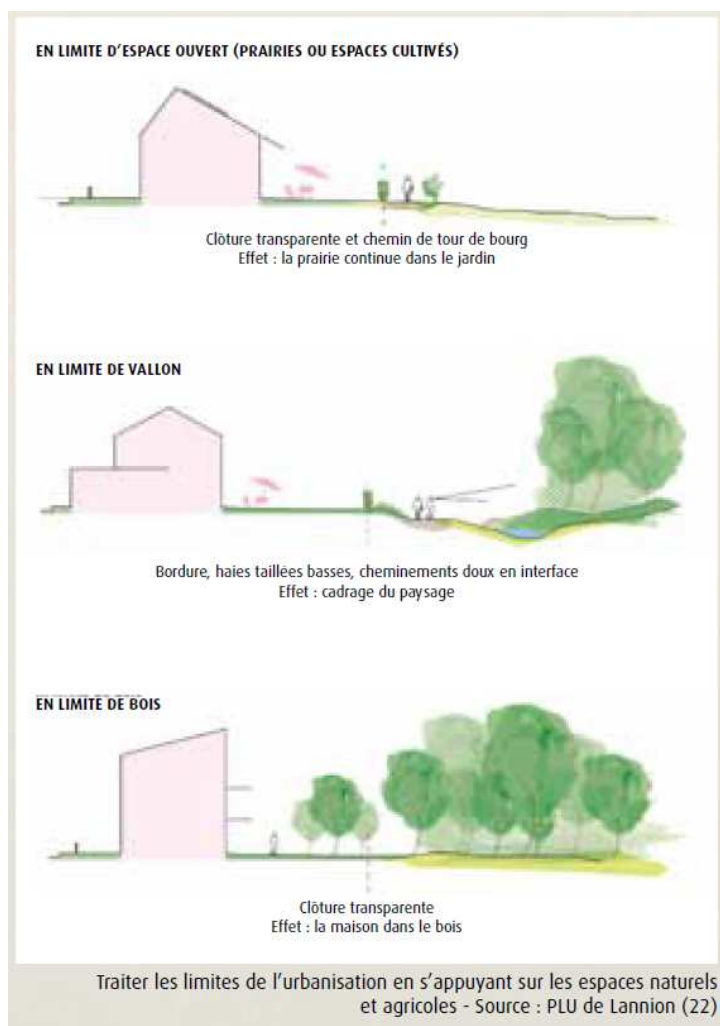 EN LIMITE D'ESPACE OUVERT (PRAIRIES OU ESPACES CULTIVÉS)
Clôture transparente et chemin de tour de bourg
Effet : la prairie continue dans le jardin
EN LIMITE DE VALLON
Bordure, haies taillées basses, cheminements doux en interface
Effet : cadrage du paysage
EN LIMITE DE BOIS
Clôture transparente
Effet : la maison dans le bois
Traiter les limites de l'urbanisation en s'appuyant sur les espaces naturels
et agricoles - Source : PLU de Lannion (22)